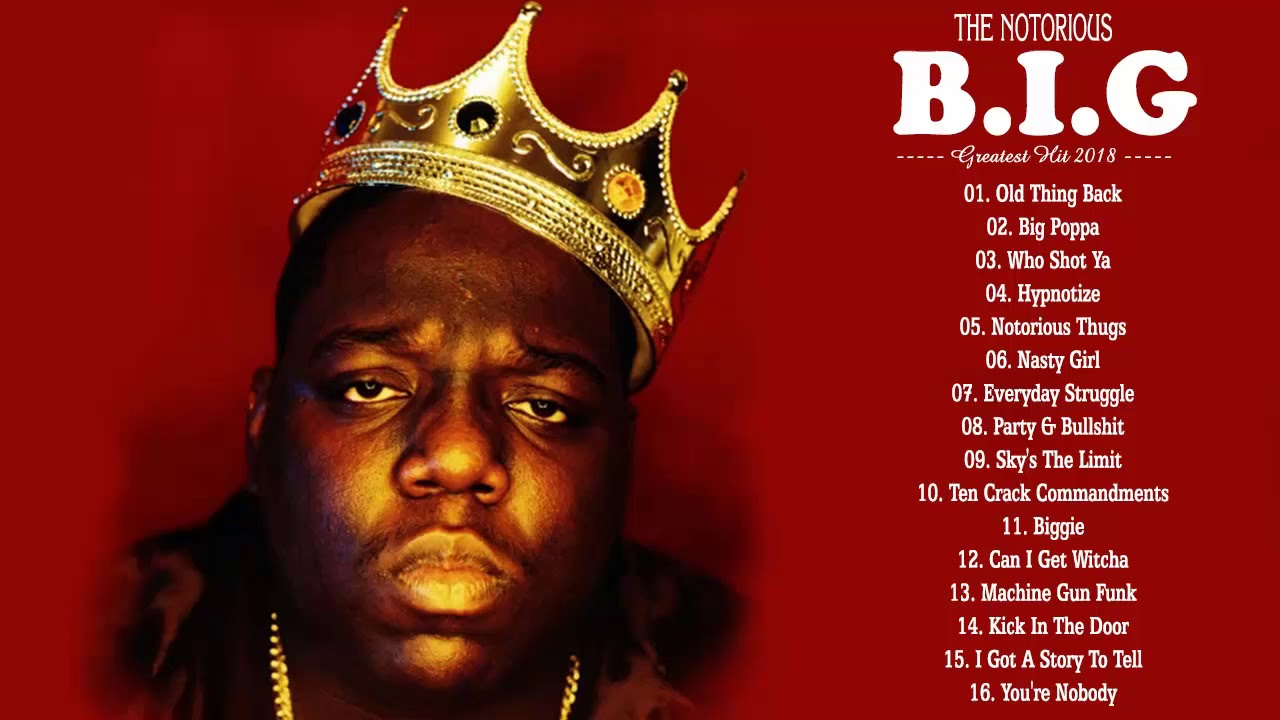 THE NOTORIOUS
B.I.G
----- Greatest Hit 2018 -----
01. Old Thing Back
02. Big Poppa
03. Who Shot Ya
04. Hypnotize
05. Notorious Thugs
06. Nasty Girl
07. Everyday Struggle
08. Party & Bullshit
09. Sky's The Limit
10. Ten Crack Commandments
11. Biggie
12. Can I Get Witcha
13. Machine Gun Funk
14. Kick In The Door
15. I Got A Story To Tell
16. You're Nobody